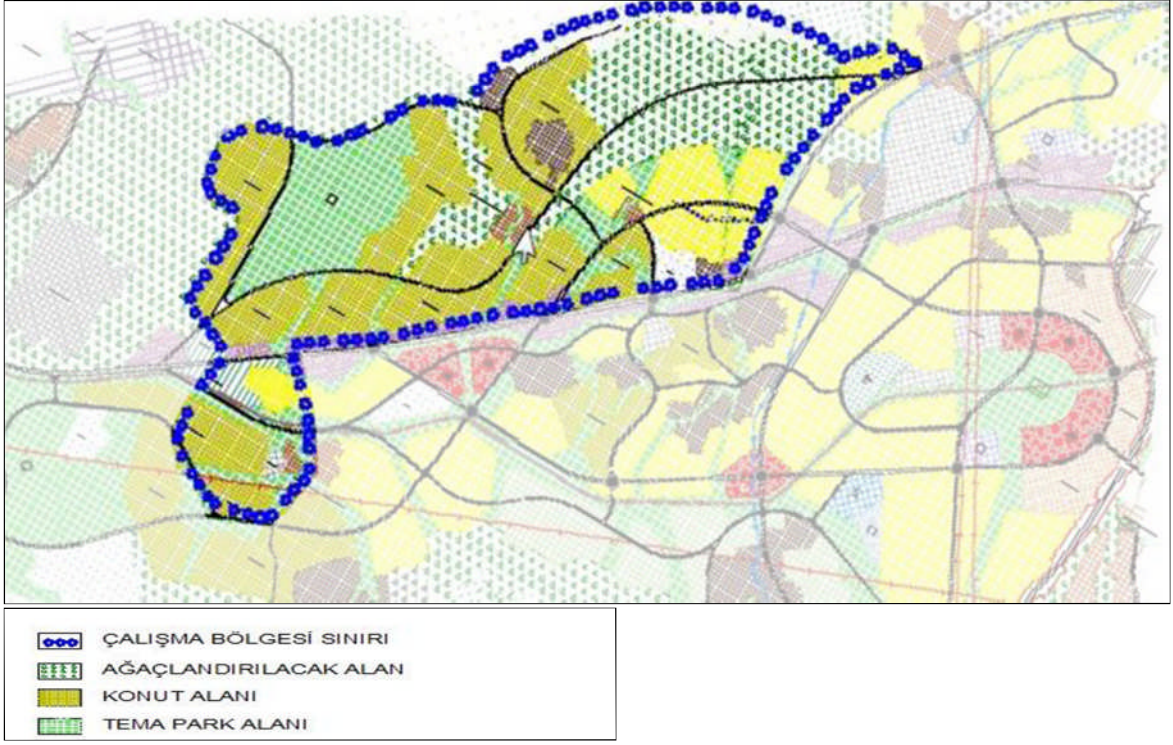 ÇALIŞMA BÖLGESİ SINIRI
AĞAÇLANDIRILACAK ALAN
KONUT ALANI
TEMA PARK ALANI